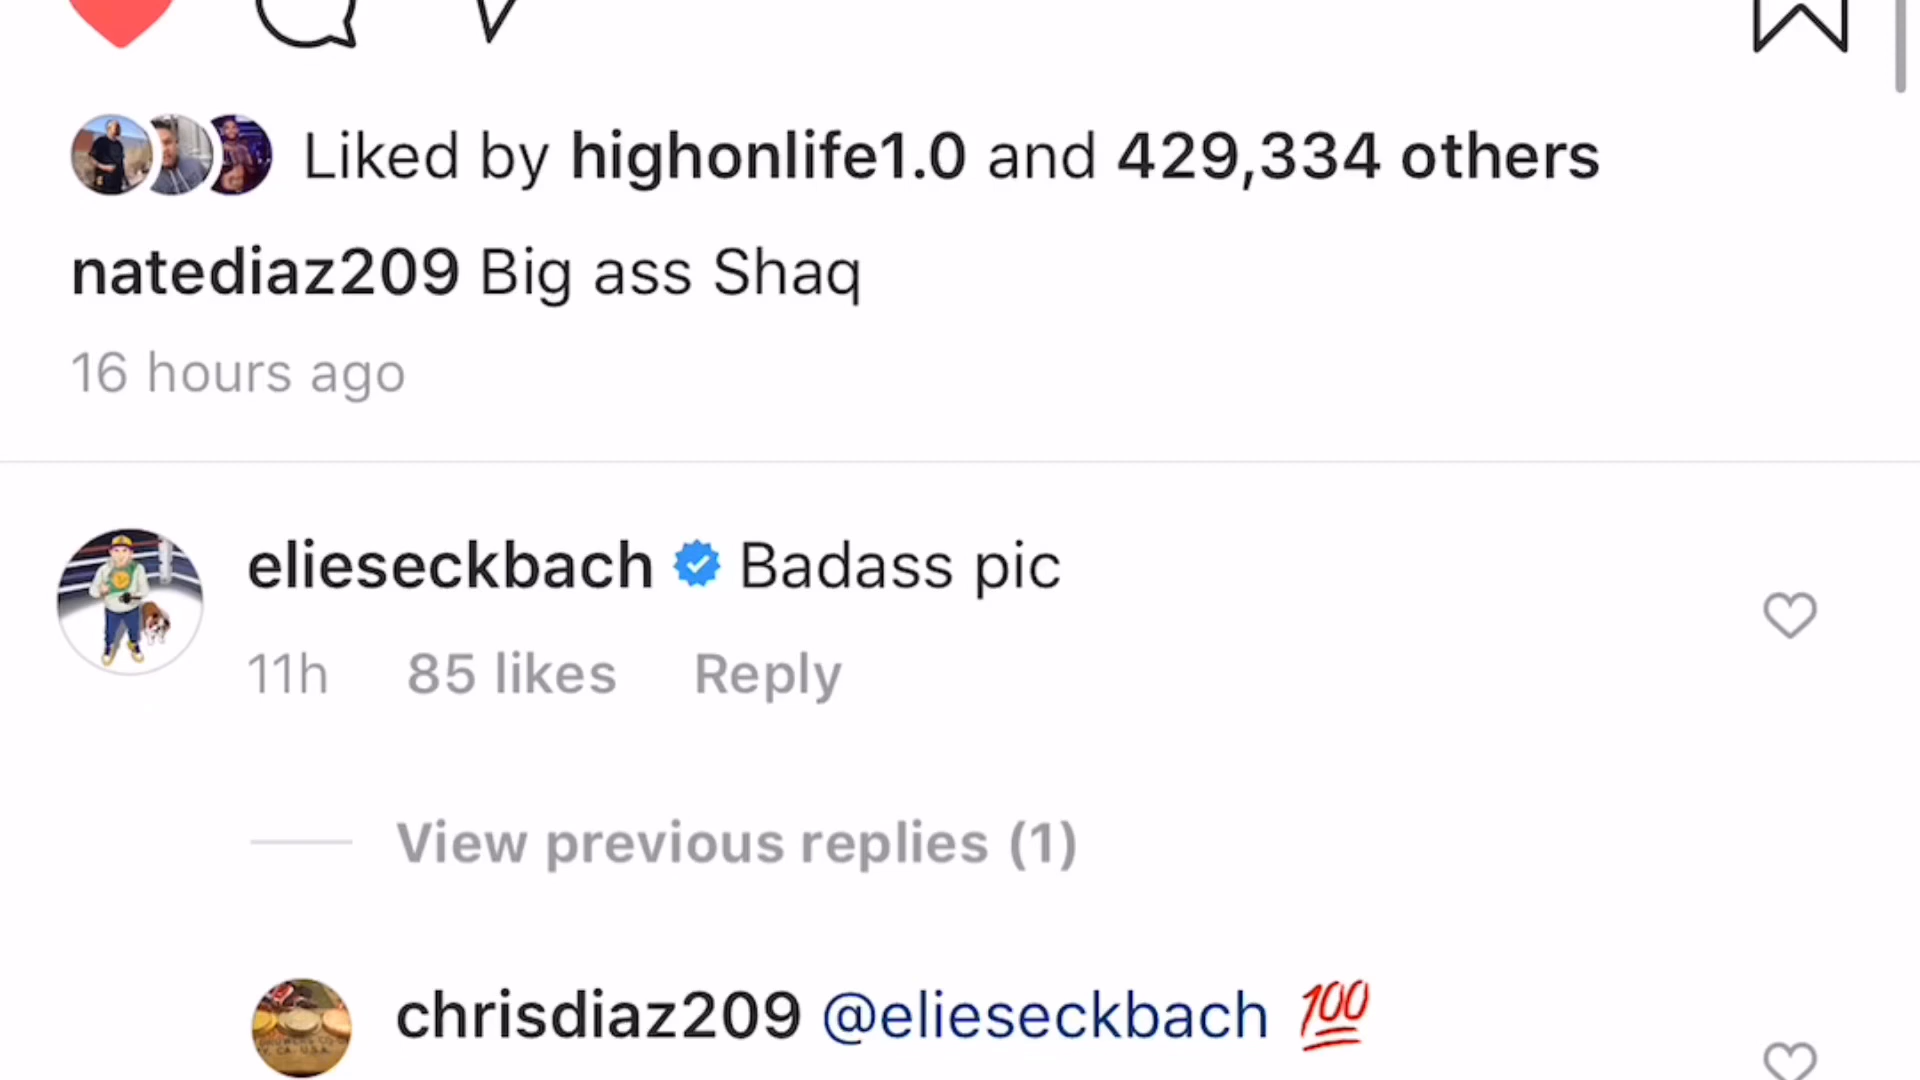 Liked by highonlife1.0 and 429,334 others
natediaz209 Big ass Shaq
16 hours ago
elieseckbach Badass pic
11h 85 likes Reply
View previous replies (1)
chrisdiaz209 @elieseckbach 💯